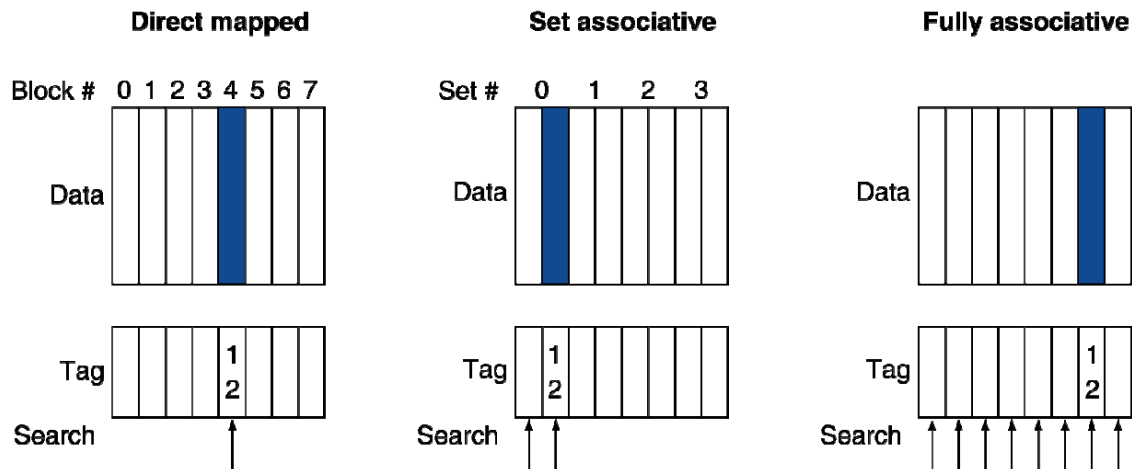 Direct mapped
Block # 0 1 2 3 4 5 6 7
Data
Tag
1
2
Search
Set associative
Set # 0 1 2 3
Data
Tag
1
2
Search
Fully associative
Data
Tag
1
2
Search